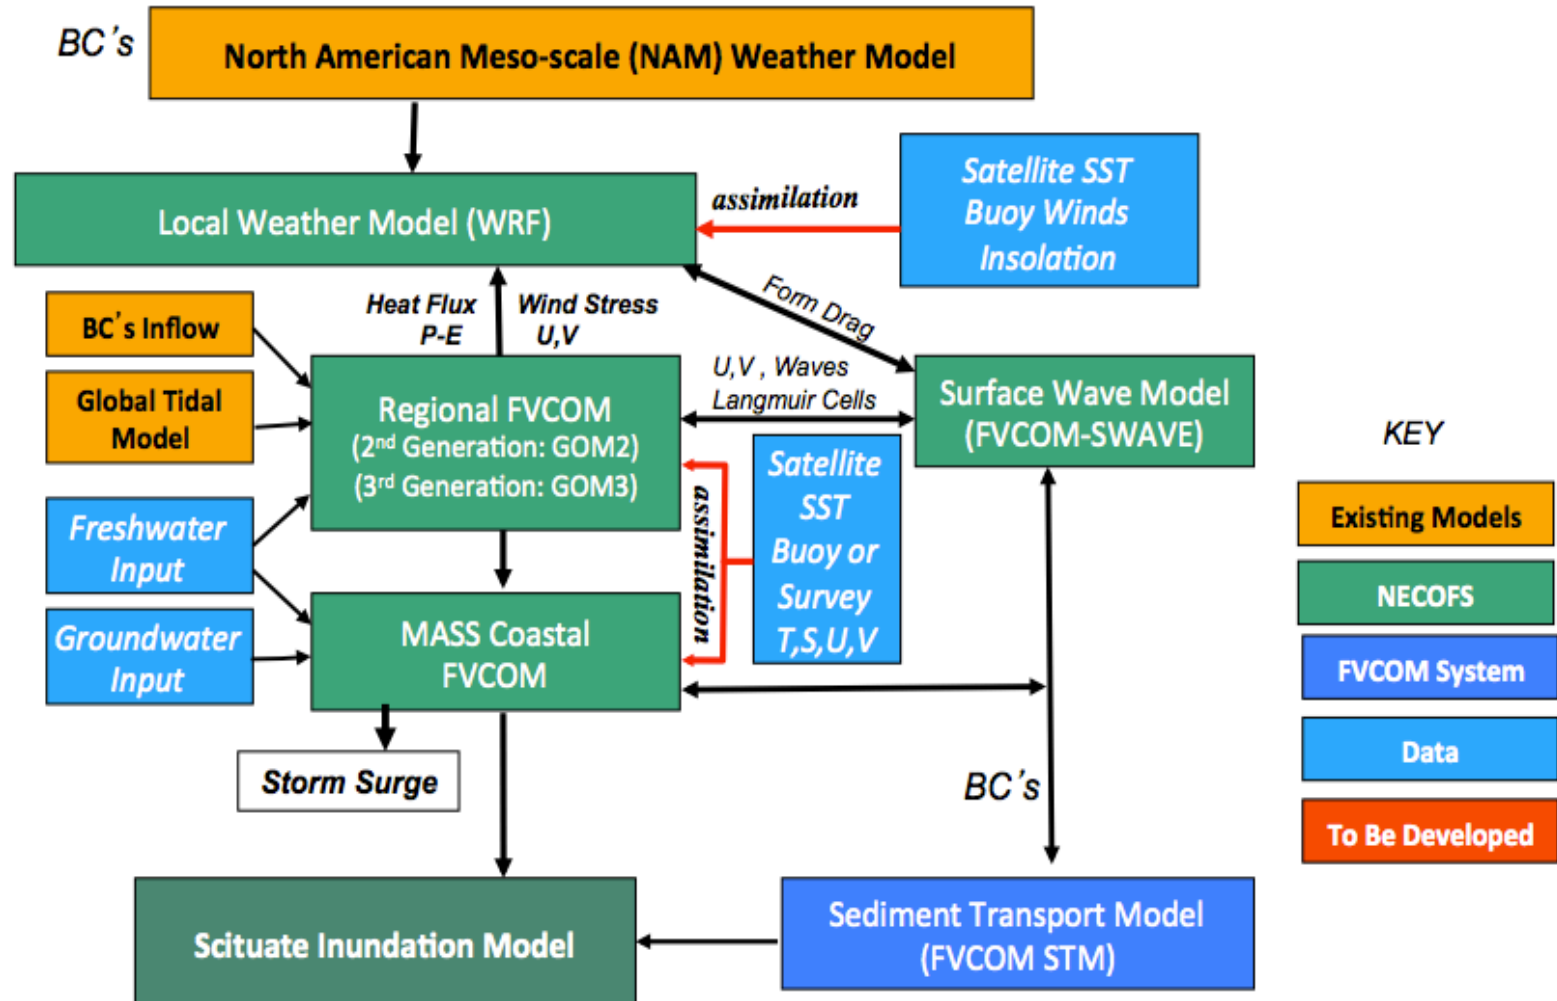 BC's
North American Meso-scale (NAM) Weather Model
Local Weather Model (WRF)
assimilation
Satellite SST
Buoy Winds
Insolation
Heat Flux
P-E
Wind Stress
U,V
Form Drag
BC's Inflow
Global Tidal
Model
Regional FVCOM
(2nd Generation: GOM2)
(3rd Generation: GOM3)
U,V , Waves
Langmuir Cells
Surface Wave Model
(FVCOM-SWAVE)
Freshwater
Input
Groundwater
Input
MASS Coastal
FVCOM
assimilation
Satellite
SST
Buoy or
Survey
T,S,U,V
Storm Surge
BC's
Scituate Inundation Model
Sediment Transport Model
(FVCOM STM)
KEY
Existing Models
NECOFS
FVCOM System
Data
To Be Developed